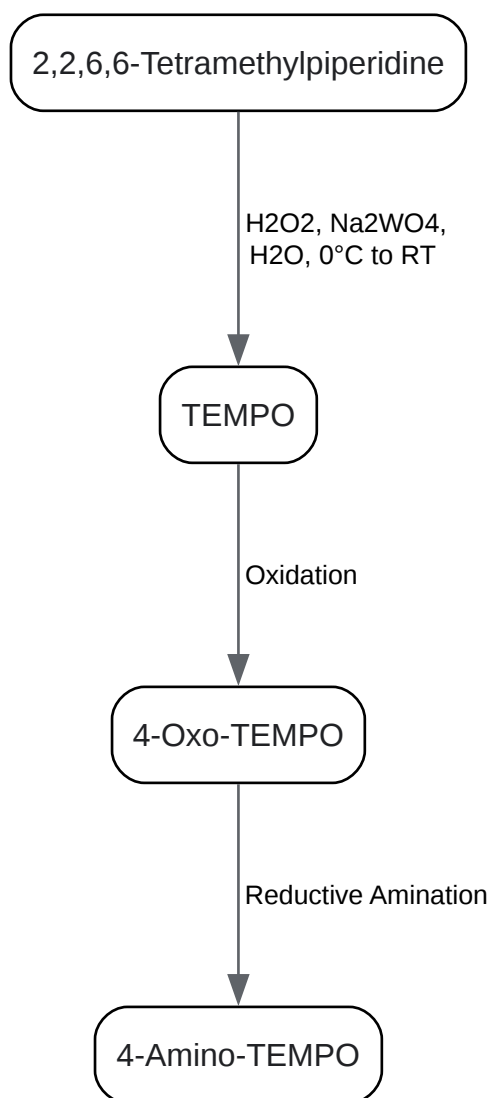 2,2,6,6-Tetramethylpiperidine
H2O2, Na2WO4,
H2O, 0°C to RT
TEMPO
Oxidation
4-Oxo-TEMPO
Reductive Amination
4-Amino-TEMPO